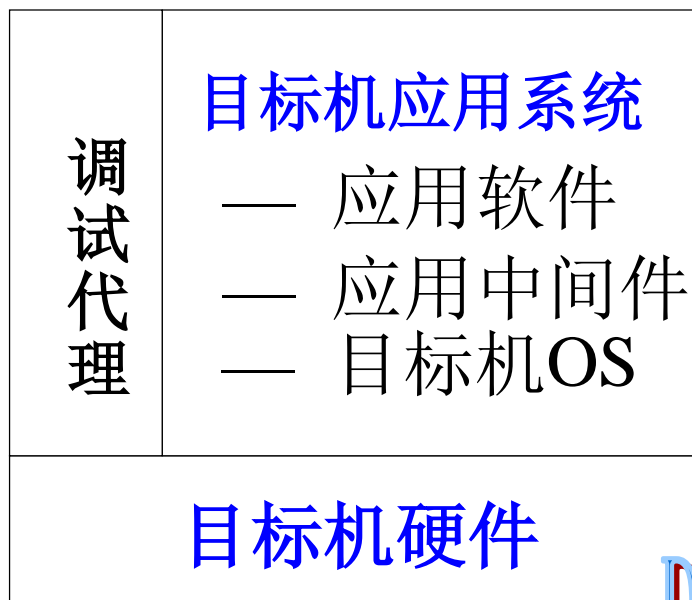 调试代理
目标机应用系统
— 应用软件
— 应用中间件
— 目标机OS
目标机硬件